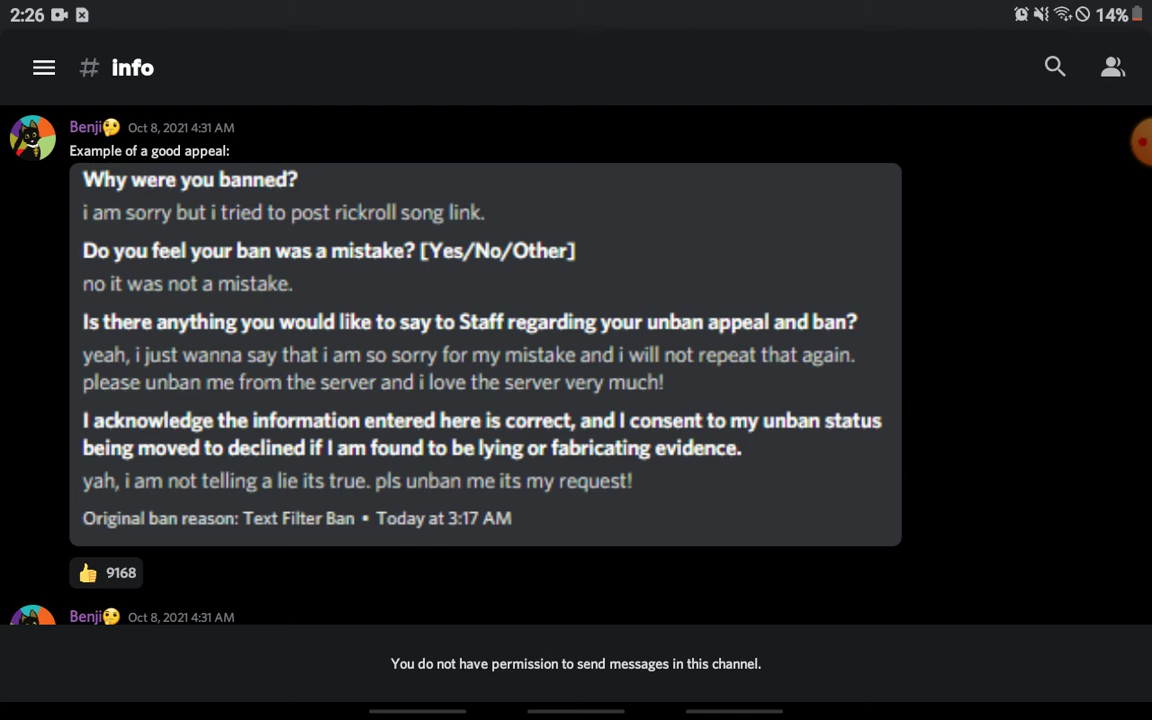 2:26
14%
# info
Benji🤔 Oct 8, 2021 4:31 AM
Example of a good appeal:
Why were you banned?
i am sorry but i tried to post rickroll song link.
Do you feel your ban was a mistake? [Yes/No/Other]
no it was not a mistake.
Is there anything you would like to say to Staff regarding your unban appeal and ban?
yeah, i just wanna say that i am so sorry for my mistake and i will not repeat that again.
please unban me from the server and i love the server very much!
I acknowledge the information entered here is correct, and I consent to my unban status
being moved to declined if I am found to be lying or fabricating evidence.
yah, i am not telling a lie its true. pls unban me its my request!
Original ban reason: Text Filter Ban • Today at 3:17 AM
👍 9168
Benji🤔 Oct 8, 2021 4:31 AM
You do not have permission to send messages in this channel.